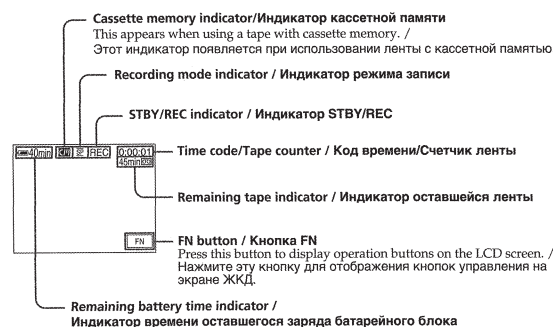 Cassette memory indicator/Индикатор кассетной памяти
This appears when using a tape with cassette memory. /
Этот индикатор появляется при использовании ленты с кассетной памятью
Recording mode indicator / Индикатор режима записи
STBY/REC indicator / Индикатор STBY/REC
40min REC 0:00:01
45min
Time code/Tape counter / Код времени/Счетчик ленты
Remaining tape indicator / Индикатор оставшейся ленты
FN
FN button / Кнопка FN
Press this button to display operation buttons on the LCD screen. /
Нажмите эту кнопку для отображения кнопок управления на
экране ЖКД.
Remaining battery time indicator /
Индикатор времени оставшегося заряда батарейного блока